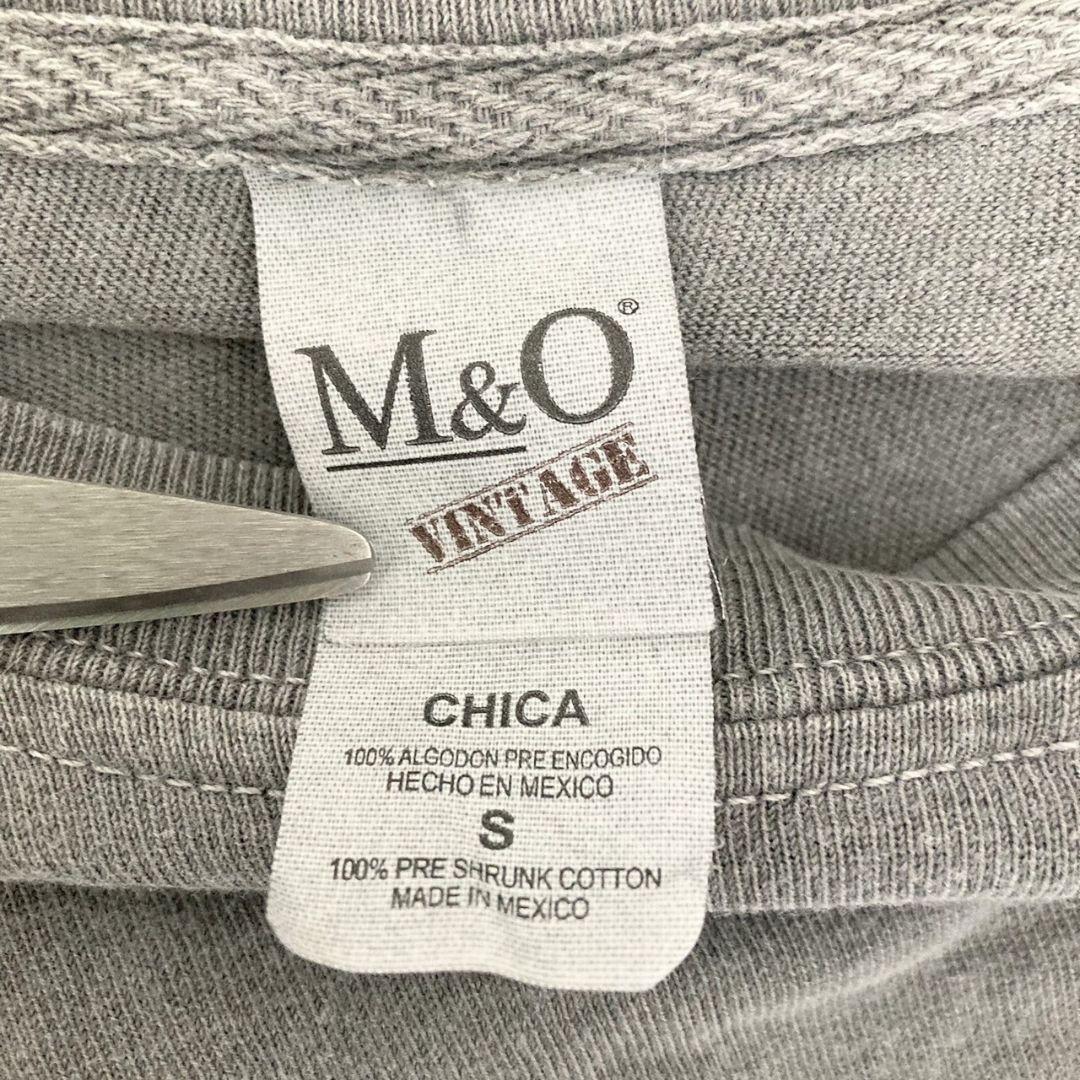 M&O®
VINTAGE
CHICA
100% ALGODON PRE ENCOGIDO
HECHO EN MEXICO
S
100% PRE SHRUNK COTTON
MADE IN MEXICO